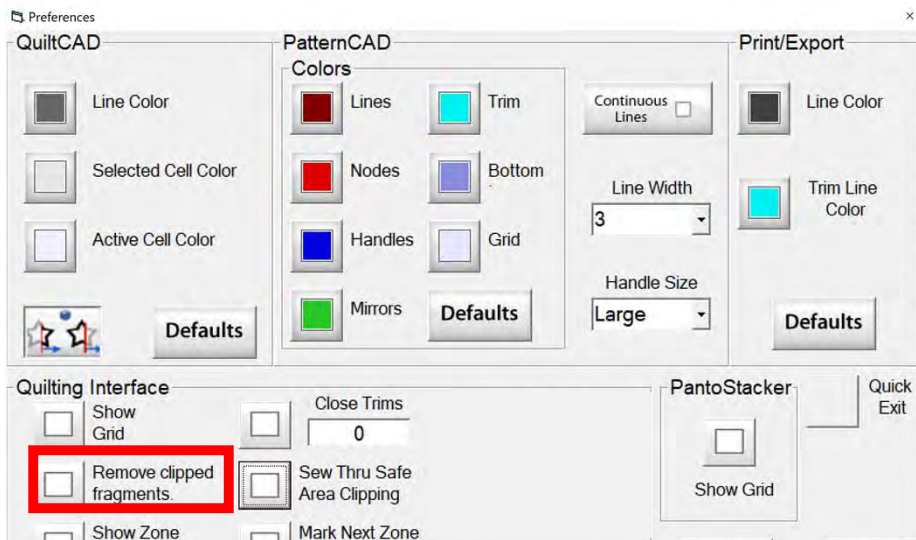 Preferences
QuiltCAD
Line Color
Selected Cell Color
Active Cell Color
Defaults
PatternCAD
Colors
Lines
Trim
Nodes
Bottom
Handles
Grid
Mirrors
Defaults
Continuous
Lines
Line Width
3
Handle Size
Large
Print/Export
Line Color
Trim Line
Color
Defaults
Quilting Interface
Show
Grid
Close Trims
0
Remove clipped
fragments.
Sew Thru Safe
Area Clipping
Show Zone
Mark Next Zone
PantoStacker
Show Grid
Quick
Exit